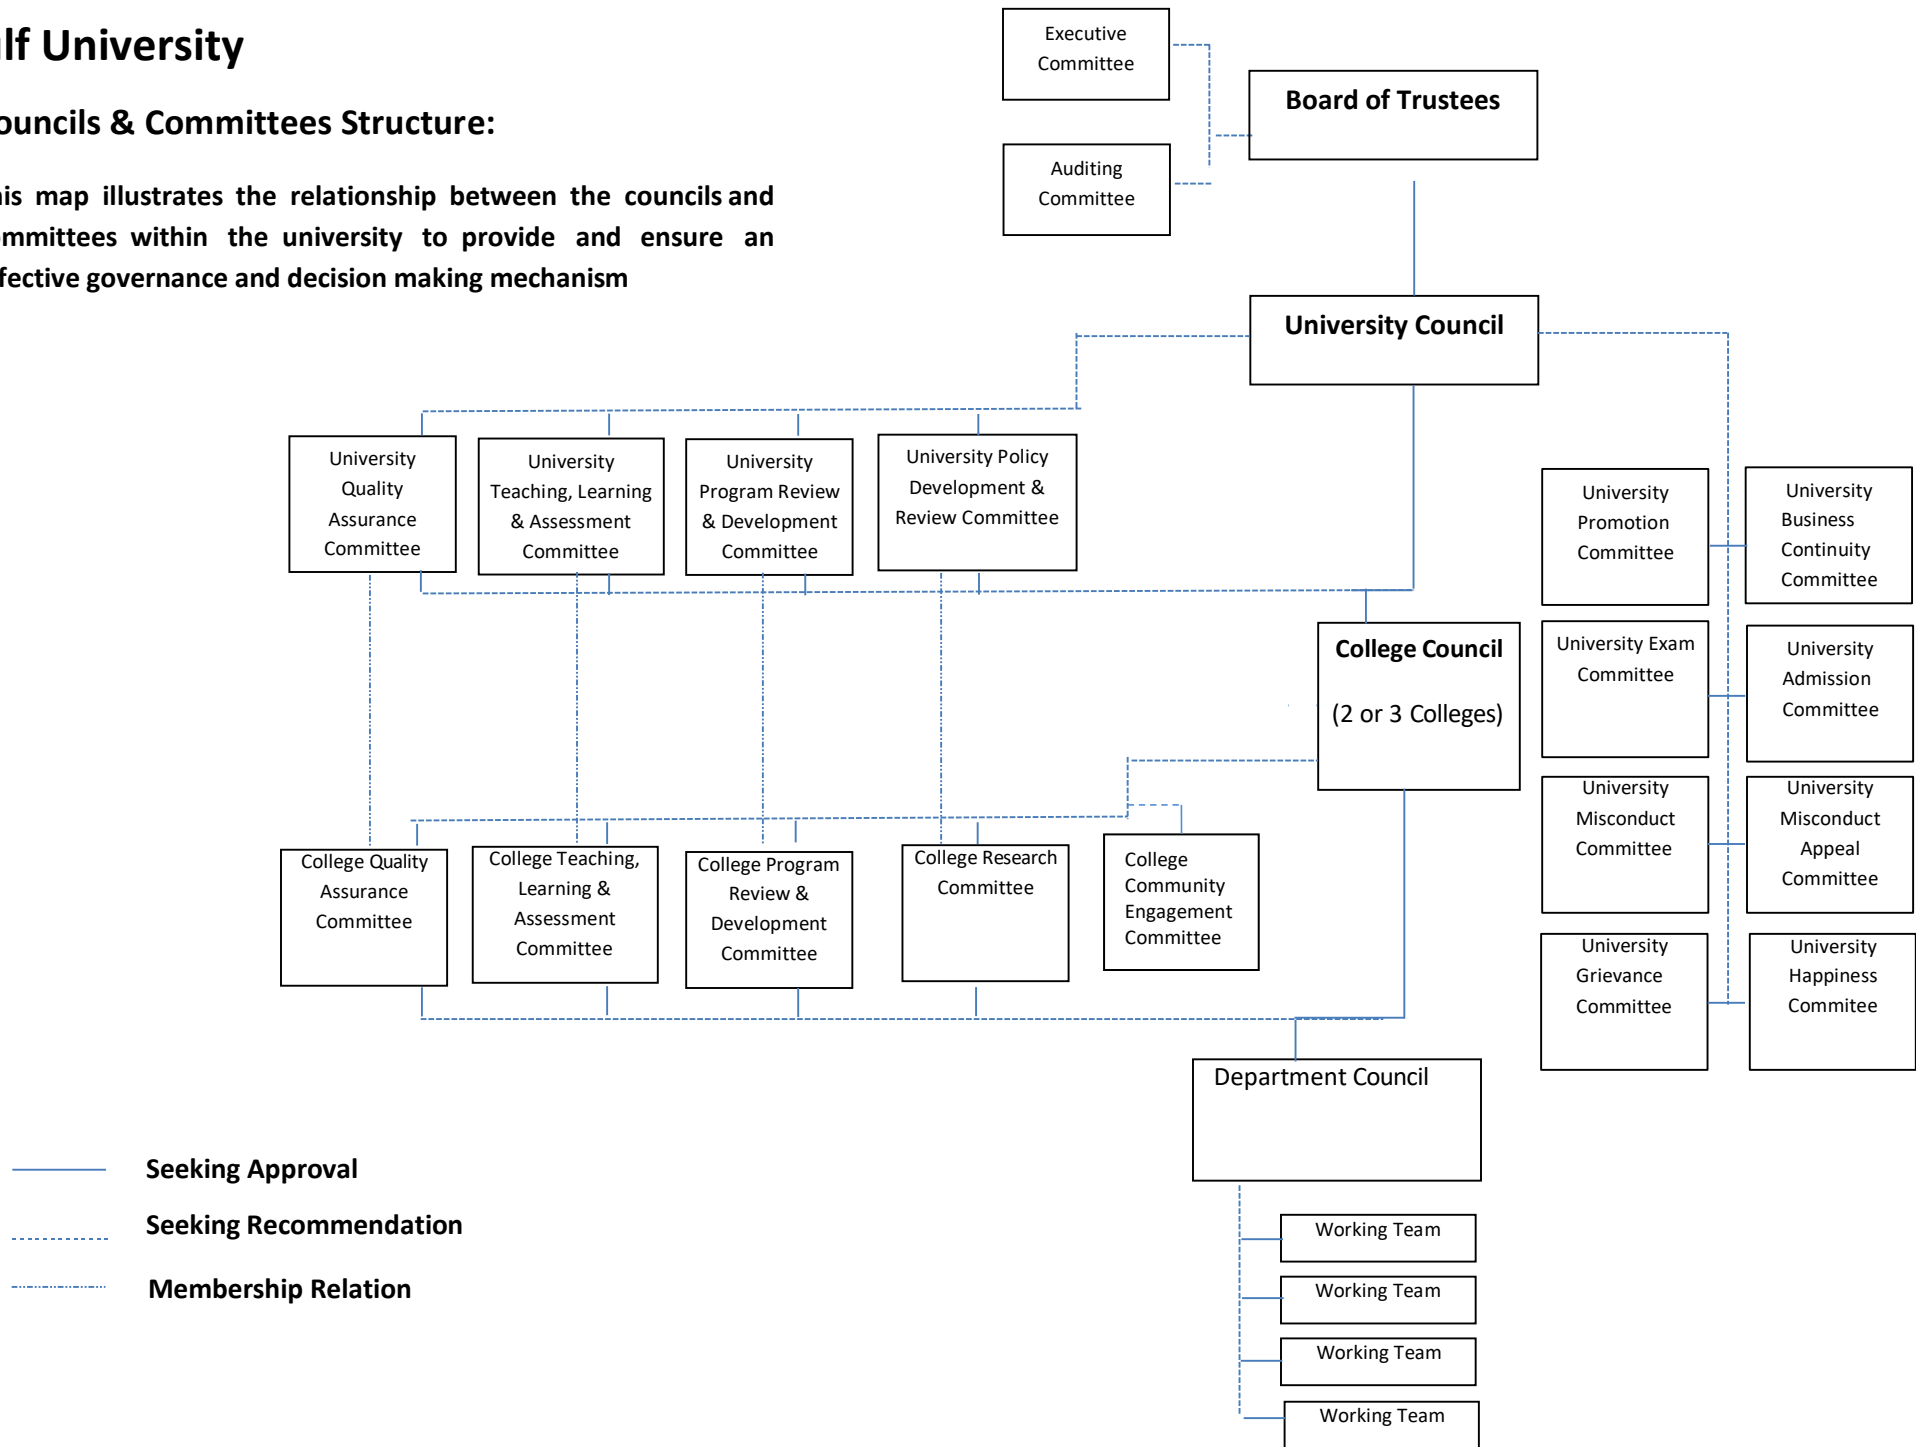 lf University
ouncils & Committees Structure:
is map illustrates the relationship between the councils and
mmittees within the university to provide and ensure an
fective governance and decision making mechanism
Executive
Committee
Auditing
Committee
Board of Trustees
University Council
University
Quality
Assurance
Committee
University
Teaching, Learning
& Assessment
Committee
University
Program Review
& Development
Committee
University Policy
Development &
Review Committee
University
Promotion
Committee
University
Business
Continuity
Committee
College Council
(2 or 3 Colleges)
University Exam
Committee
University
Admission
Committee
University
Misconduct
Committee
University
Misconduct
Appeal
Committee
College Quality
Assurance
Committee
College Teaching,
Learning &
Assessment
Committee
College Program
Review &
Development
Committee
College Research
Committee
College
Community
Engagement
Committee
University
Grievance
Committee
University
Happiness
Commitee
Department Council
Seeking Approval
Seeking Recommendation
Membership Relation
Working Team
Working Team
Working Team
Working Team